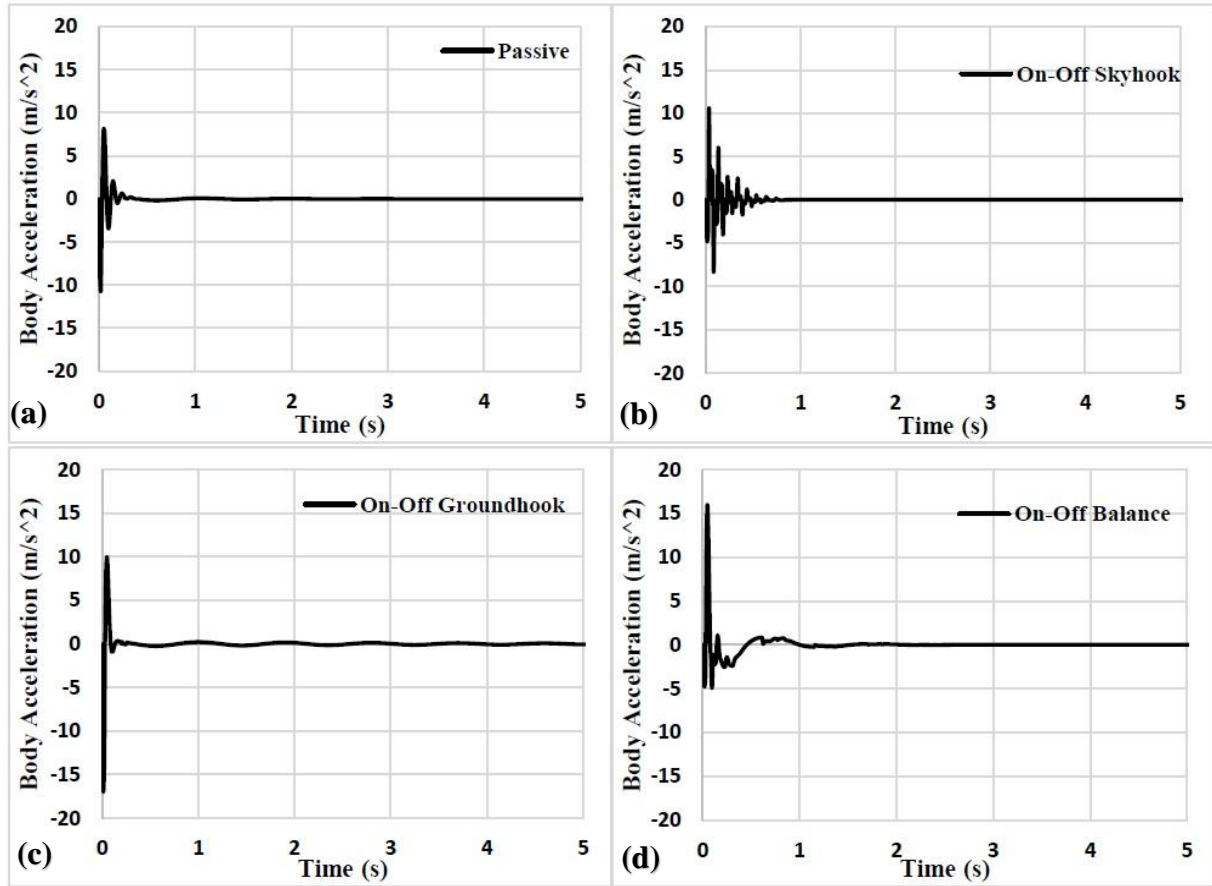 20
15
10
5
0
-5
-10
-15
-20
Body Acceleration (m/s^2)
Passive
0 1 2 3 4 5
Time (s)
(a)
20
15
10
5
0
-5
-10
-15
-20
Body Acceleration (m/s^2)
On-Off Skyhook
0 1 2 3 4 5
Time (s)
(b)
20
15
10
5
0
-5
-10
-15
-20
Body Acceleration (m/s^2)
On-Off Groundhook
0 1 2 3 4 5
Time (s)
(c)
20
15
10
5
0
-5
-10
-15
-20
Body Acceleration (m/s^2)
On-Off Balance
0 1 2 3 4 5
Time (s)
(d)